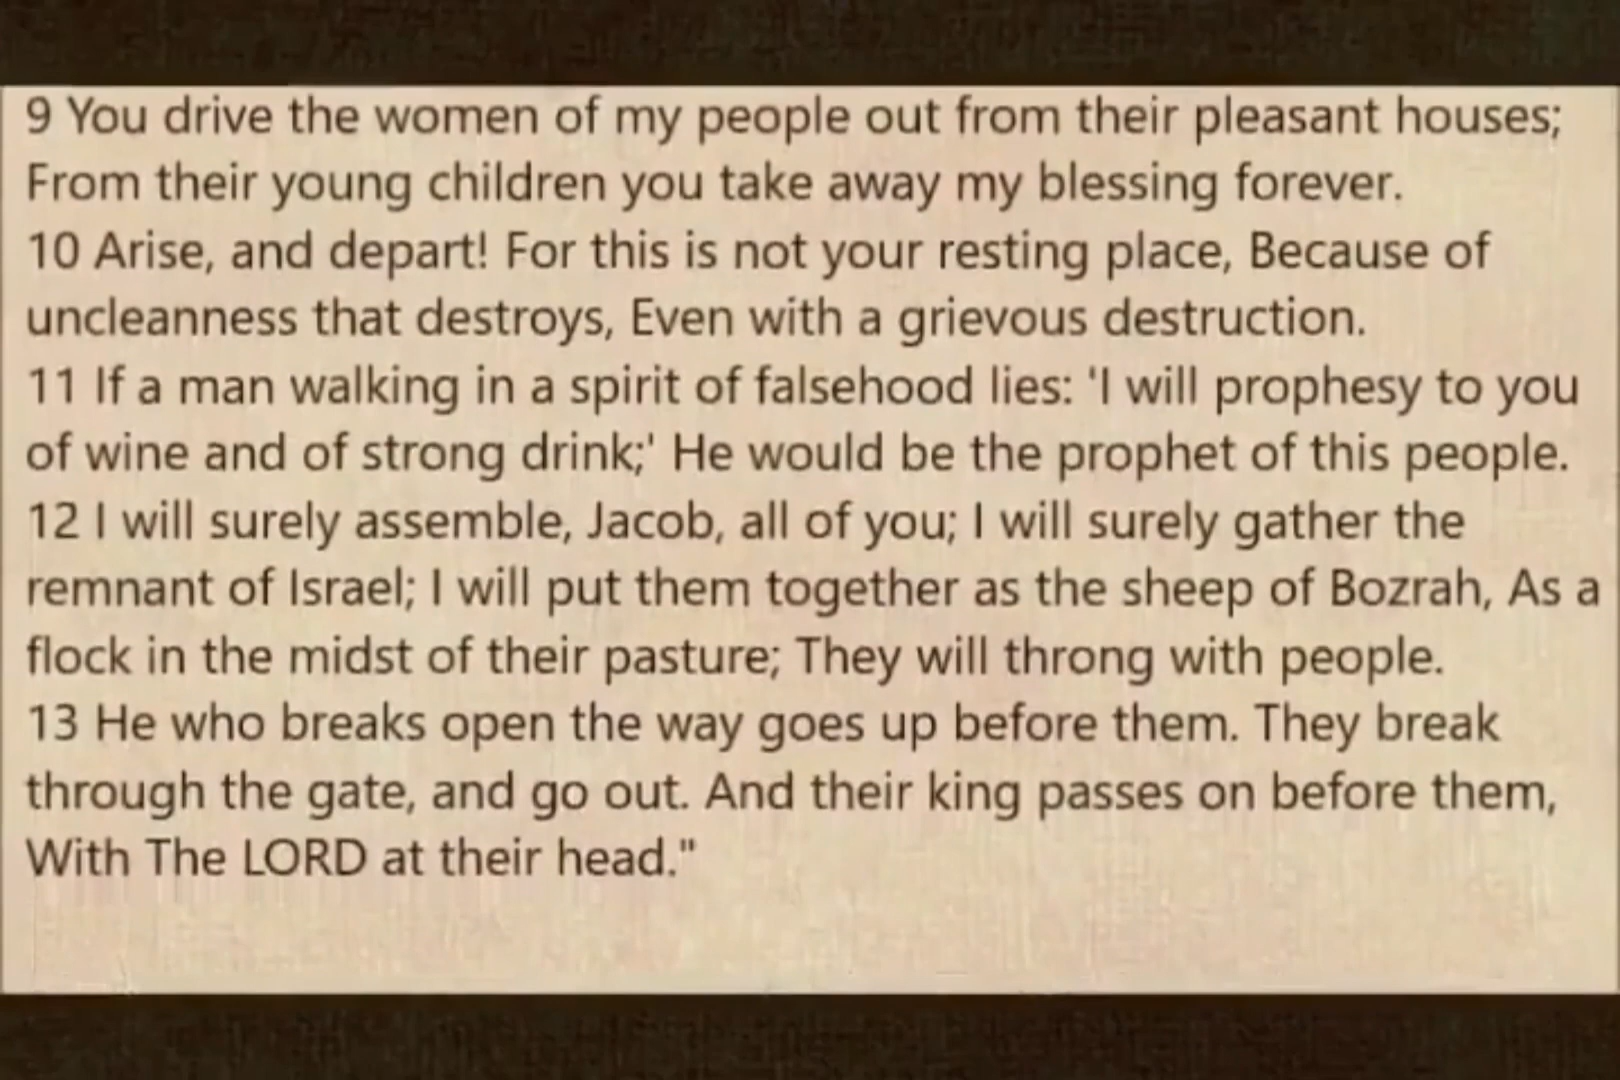 9 You drive the women of my people out from their pleasant houses;
From their young children you take away my blessing forever.
10 Arise, and depart! For this is not your resting place, Because of
uncleanness that destroys, Even with a grievous destruction.
11 If a man walking in a spirit of falsehood lies: 'I will prophesy to you
of wine and of strong drink;' He would be the prophet of this people.
12 I will surely assemble, Jacob, all of you; I will surely gather the
remnant of Israel; I will put them together as the sheep of Bozrah, As a
flock in the midst of their pasture; They will throng with people.
13 He who breaks open the way goes up before them. They break
through the gate, and go out. And their king passes on before them,
With The LORD at their head."